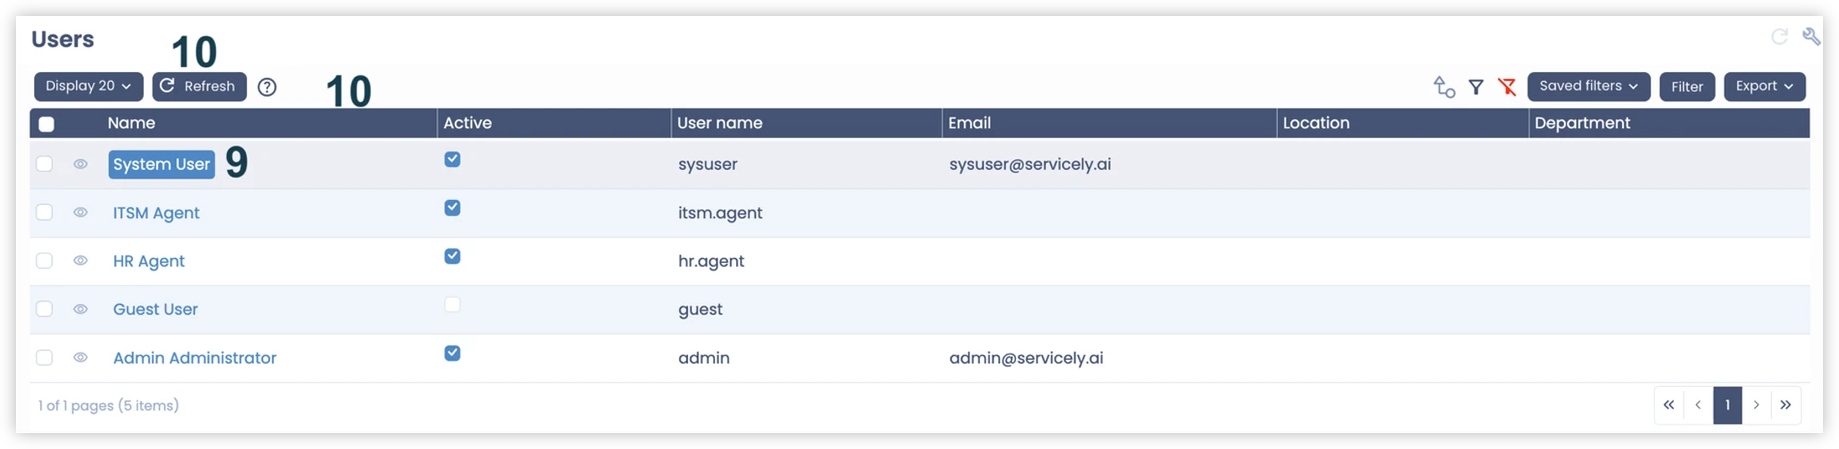 Users
10
Display 20 Refresh 10 Saved filters Filter Export
Name Active User name Email Location Department
System User 9 sysuser sysuser@servicely.ai
ITSM Agent itsm.agent
HR Agent hr.agent
Guest User guest
Admin Administrator admin admin@servicely.ai
1 of 1 pages (5 items) « ‹ 1 › »